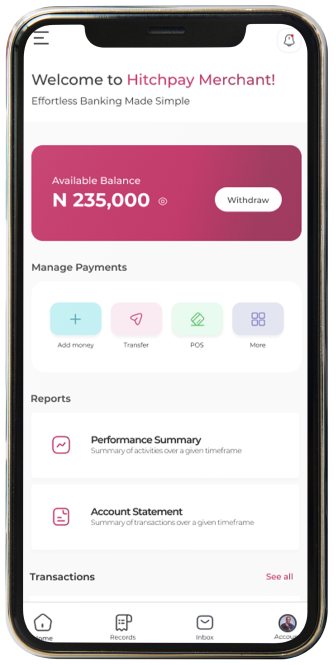 Welcome to Hitchpay Merchant!
Effortless Banking Made Simple
Available Balance
N 235,000
Withdraw
Manage Payments
Add money Transfer POS More
Reports
Performance Summary
Summary of activities over a given timeframe
Account Statement
Summary of transactions over a given timeframe
Transactions See all
Home Records Inbox Accou